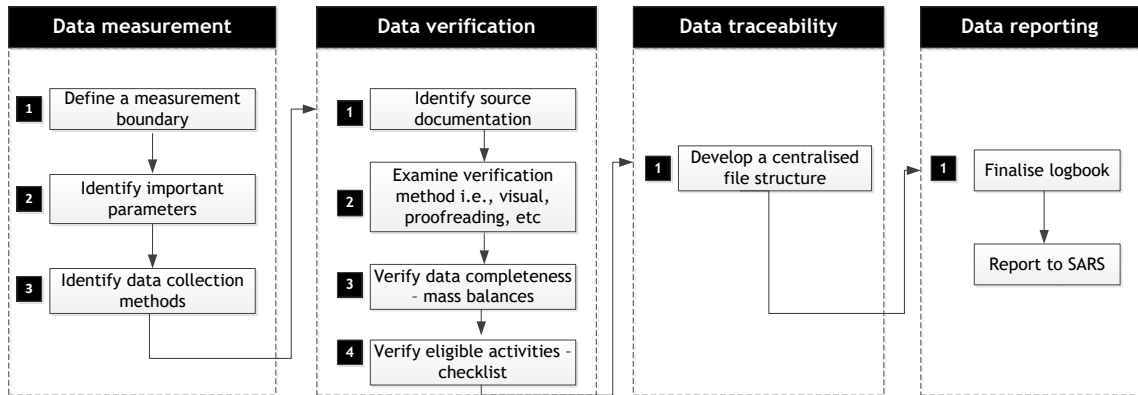 Data measurement
1
Define a measurement
boundary
2
Identify important
parameters
3
Identify data collection
methods
Data verification
1
Identify source
documentation
2
Examine verification
method i.e., visual,
proofreading, etc
3
Verify data completeness
– mass balances
4
Verify eligible activities –
checklist
Data traceability
1
Develop a centralised
file structure
Data reporting
1
Finalise logbook
Report to SARS